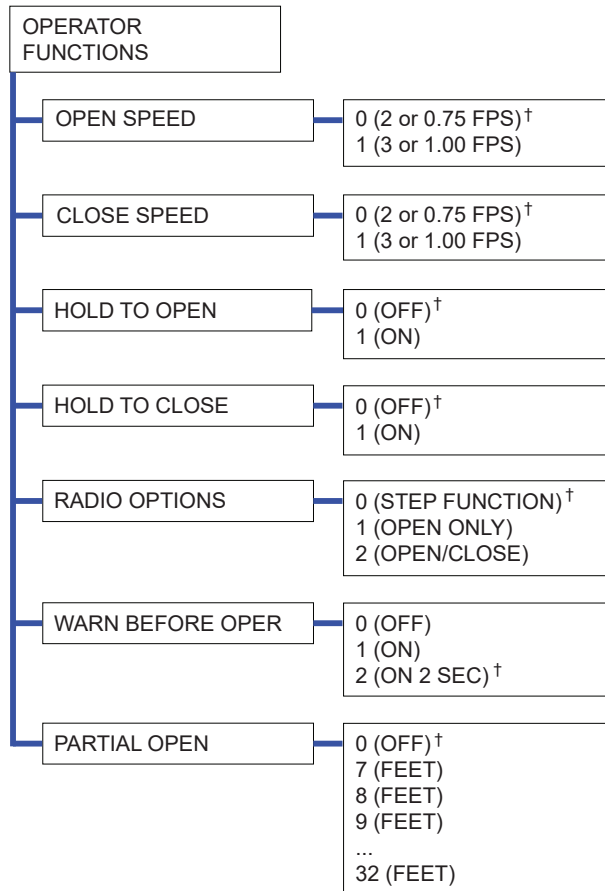 OPERATOR
FUNCTIONS
OPEN SPEED
0 (2 or 0.75 FPS)†
1 (3 or 1.00 FPS)
CLOSE SPEED
0 (2 or 0.75 FPS)†
1 (3 or 1.00 FPS)
HOLD TO OPEN
0 (OFF)†
1 (ON)
HOLD TO CLOSE
0 (OFF)†
1 (ON)
RADIO OPTIONS
0 (STEP FUNCTION)†
1 (OPEN ONLY)
2 (OPEN/CLOSE)
WARN BEFORE OPER
0 (OFF)
1 (ON)
2 (ON 2 SEC)†
PARTIAL OPEN
0 (OFF)†
7 (FEET)
8 (FEET)
9 (FEET)
...
32 (FEET)